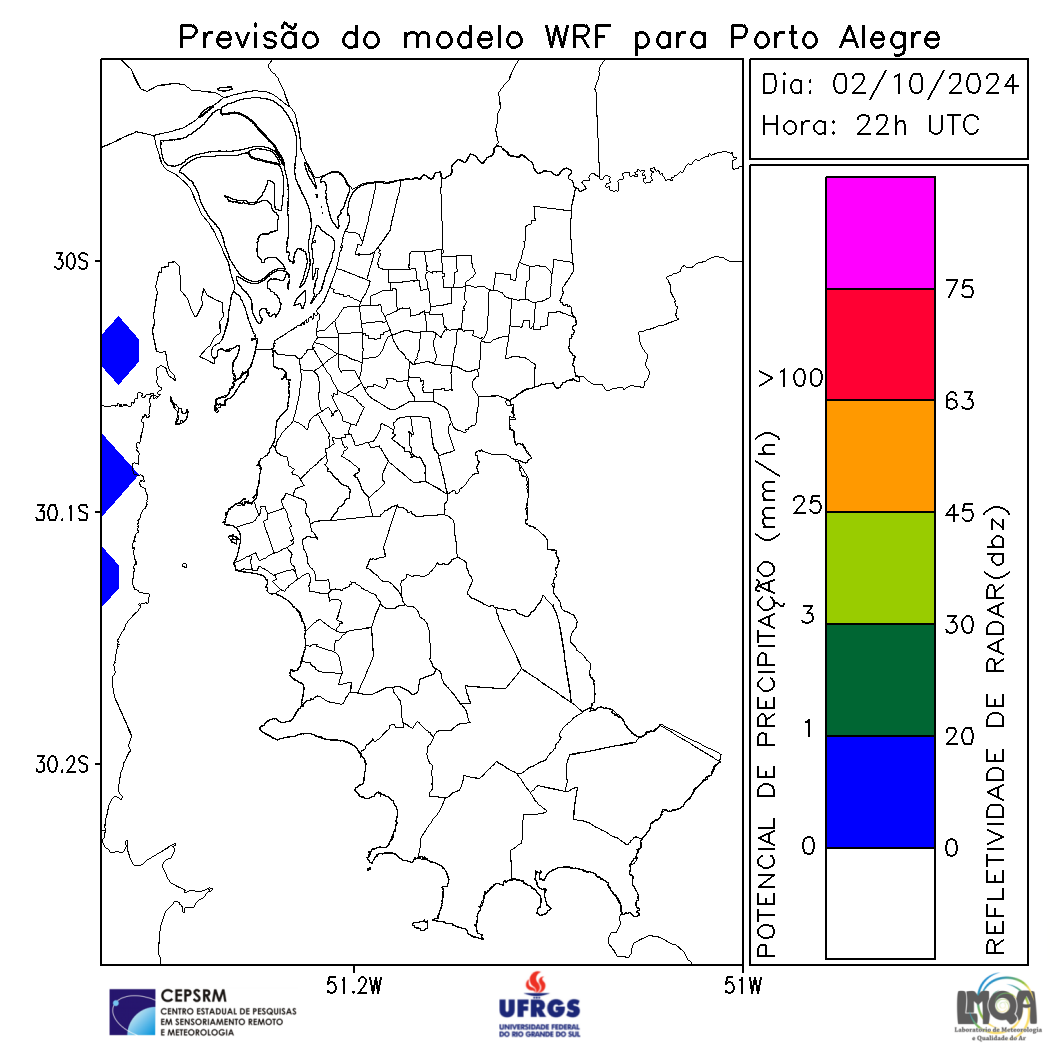 Previsão do modelo WRF para Porto Alegre
Dia: 02/10/2024
Hora: 22h UTC
30S
30.1S
30.2S
51.2W
51W
POTENCIAL DE PRECIPITAÇÃO (mm/h)
>100
25
3
1
0
75
63
45
30
20
0
REFLETIVIDADE DE RADAR(dbz)
CEPSRM
CENTRO ESTADUAL DE PESQUISAS
EM SENSORIAMENTO REMOTO
E METEOROLOGIA
UFRGS
UNIVERSIDADE FEDERAL
DO RIO GRANDE DO SUL
LMQA
Laboratório de Meteorologia
e Qualidade do Ar